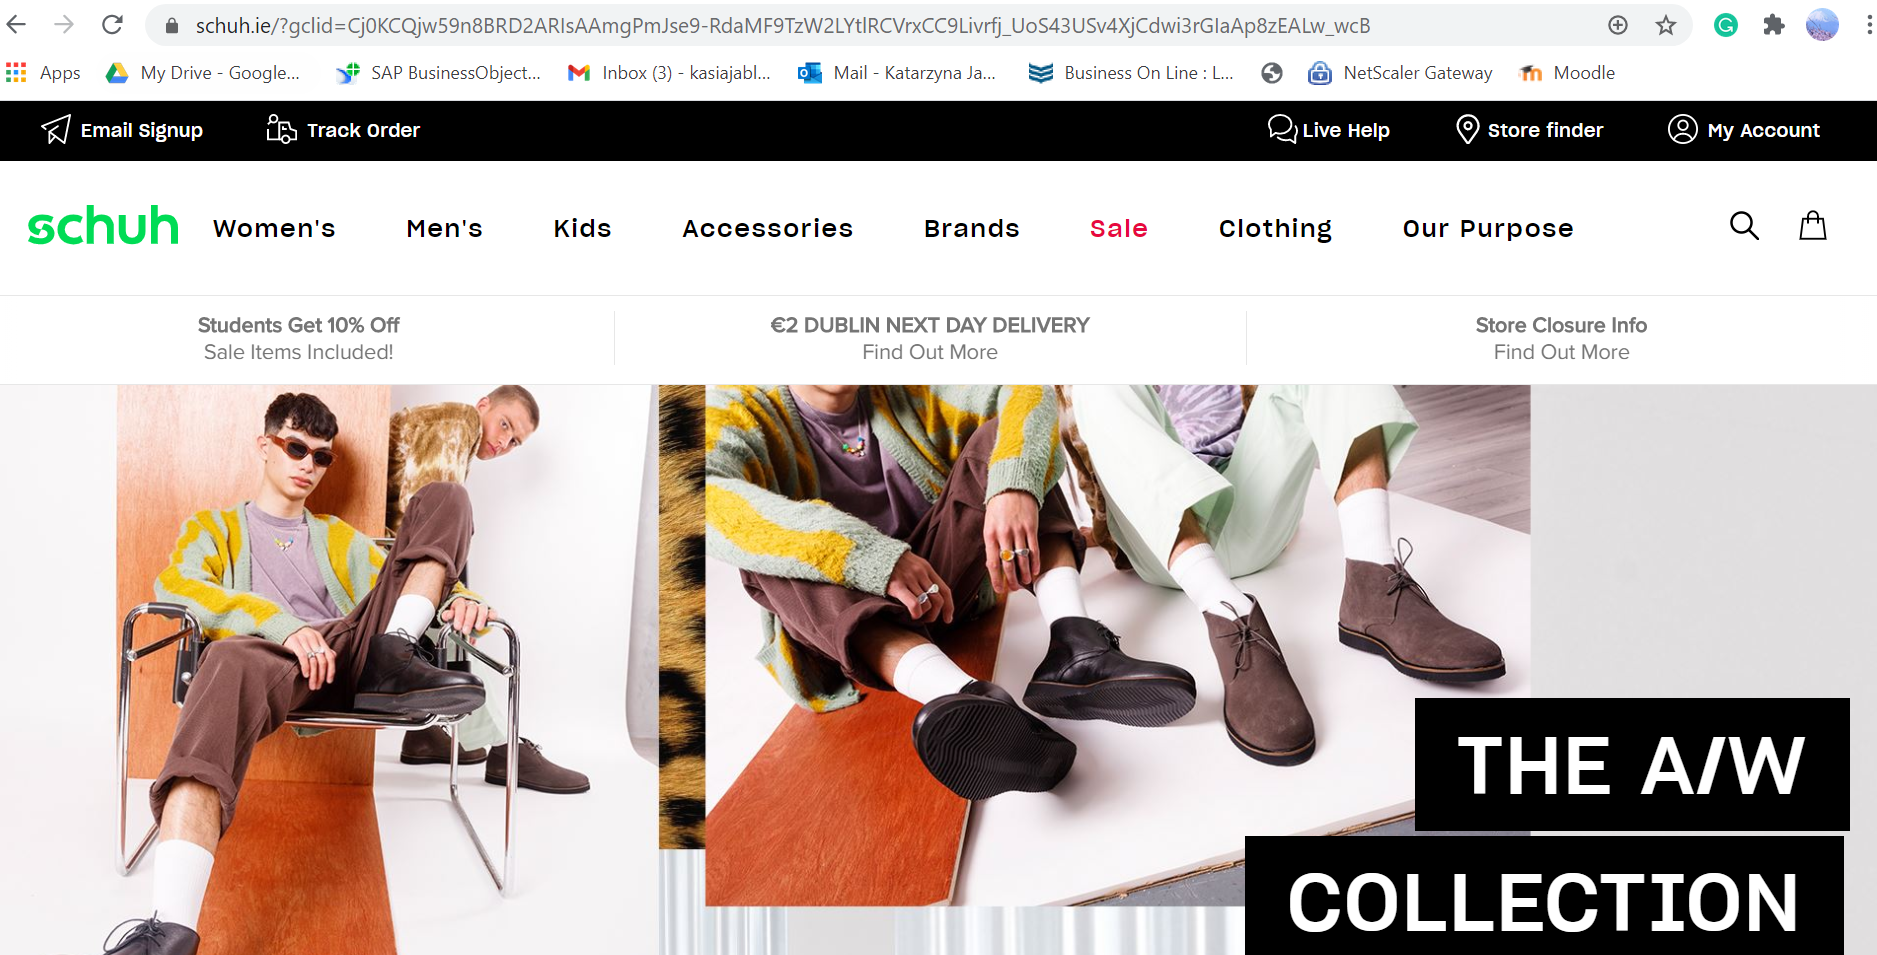 schuh.ie/?gclid=Cj0KCQjw59n8BRD2ARIsAAmgPmJse9-RdaMF9TzW2LYtlRCVrxCC9Livrfj_UoS43USv4XjCdwi3rGIaAp8zEALw_wcB
Apps My Drive - Google... SAP BusinessObject... Inbox (3) - kasiajabl... Mail - Katarzyna Ja... Business On Line : L... NetScaler Gateway Moodle
Email Signup Track Order Live Help Store finder My Account
schuh Women's Men's Kids Accessories Brands Sale Clothing Our Purpose
Students Get 10% Off €2 DUBLIN NEXT DAY DELIVERY Store Closure Info
Sale Items Included! Find Out More Find Out More
THE A/W
COLLECTION